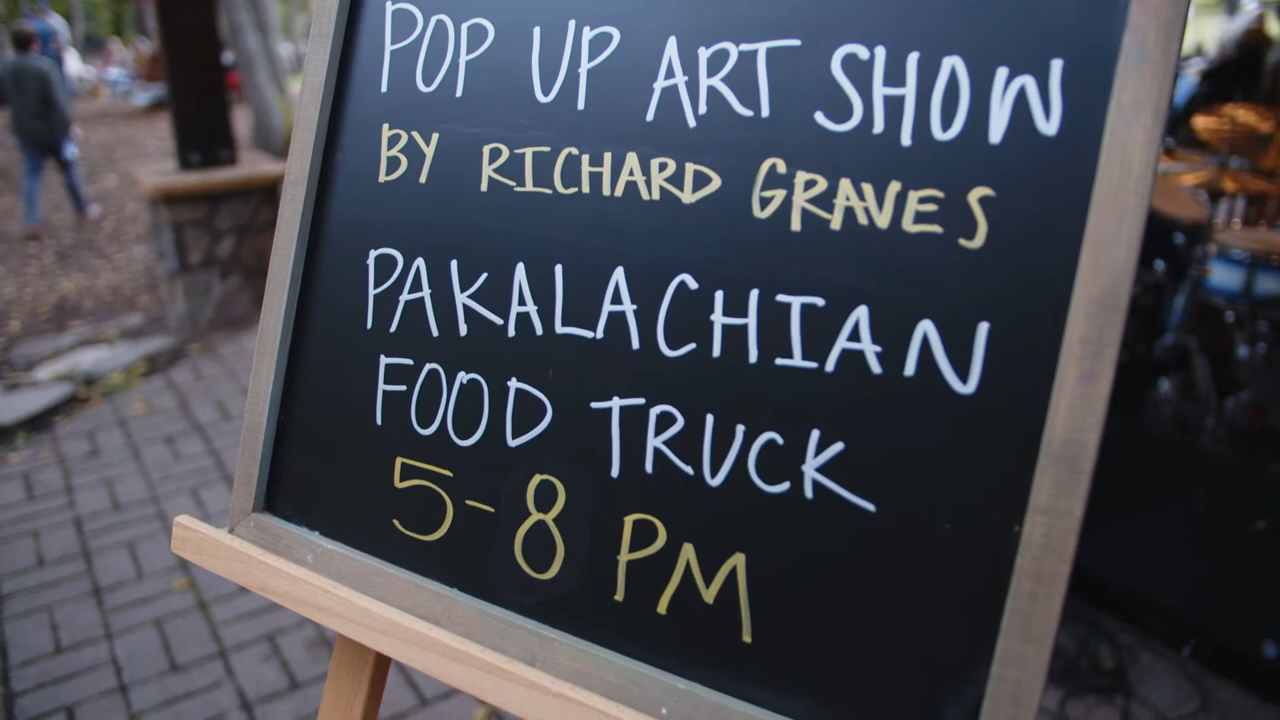 POP UP ART SHOW
BY RICHARD GRAVES
PAKALACHIAN
FOOD TRUCK
5-8 PM